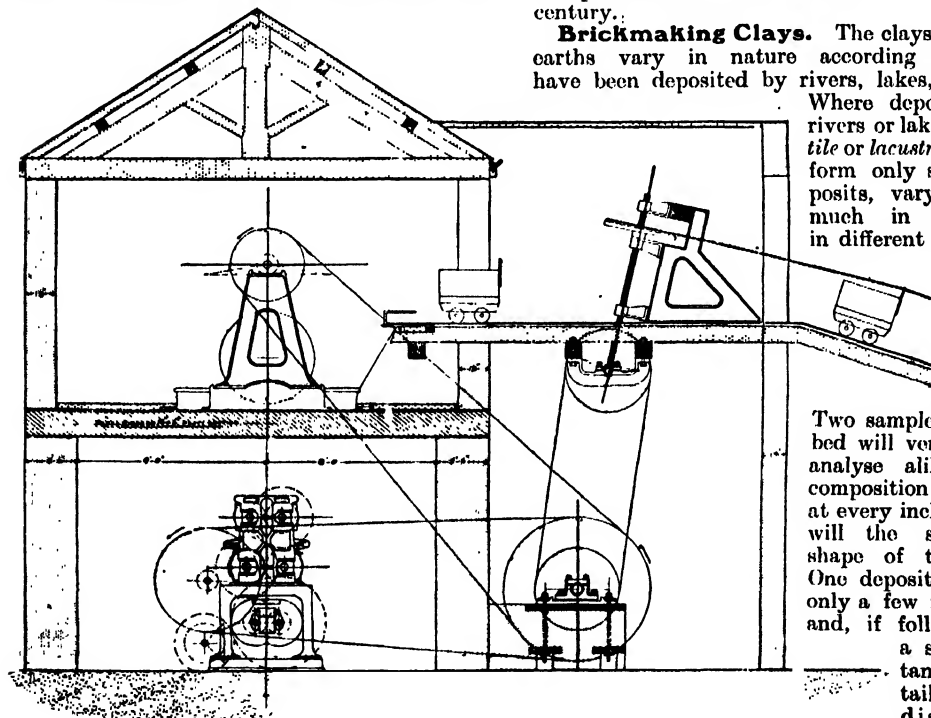 century.
Brickmaking Clays. The clays
earths vary in nature according
have been deposited by rivers, lakes,
Where depo
rivers or lak
tile or lacustr
form only s
posits, vary
much in
in different
Two sample
bed will ver
analyse ali
composition
at every incl
will the s
shape of t
One deposit
only a few
and, if foll
a s
tan
tail
dis